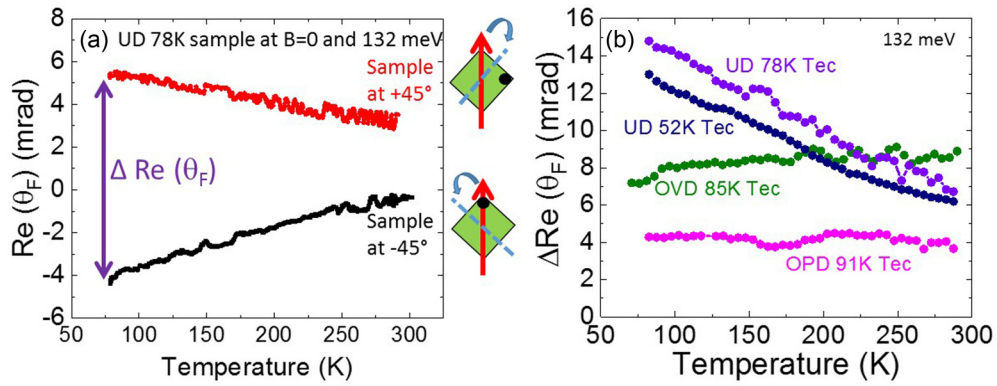 (a) UD 78K sample at B=0 and 132 meV
Sample
at +45°
Δ Re (θF)
Sample
at -45°
Re (θF) (mrad)
8
6
4
2
0
-2
-4
-6
50 100 150 200 250 300
Temperature (K)
(b)
132 meV
UD 78K Tec
UD 52K Tec
OVD 85K Tec
OPD 91K Tec
ΔRe (θF) (mrad)
16
14
12
10
8
6
4
2
0
50 100 150 200 250 300
Temperature (K)